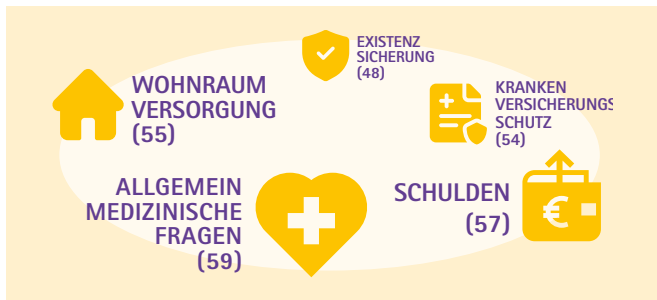 EXISTENZ
SICHERUNG
(48)
WOHNRAUM
VERSORGUNG
(55)
KRANKEN
VERSICHERUNGS
SCHUTZ
(54)
ALLGEMEIN
MEDIZINISCHE
FRAGEN
(59)
SCHULDEN
(57)
€